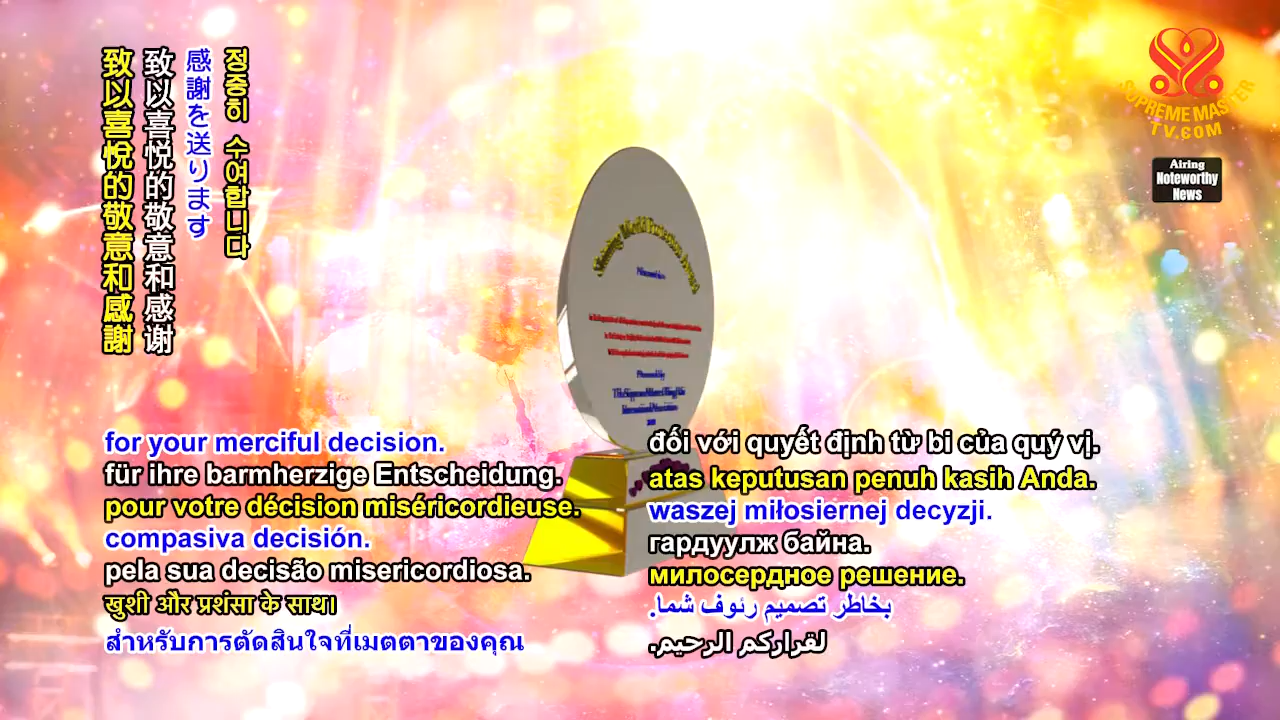 致以喜悅的敬意和感謝
致以喜悦的敬意和感谢
感謝を送ります
정중히 수여합니다
SUPREME MASTER
TV.COM
Airing
Noteworthy
News
for your merciful decision.
für ihre barmherzige Entscheidung.
pour votre décision miséricordieuse.
compasiva decisión.
pela sua decisão misericordiosa.
खुशी और प्रशंसा के साथ।
สำหรับการตัดสินใจที่เมตตาของคุณ
đối với quyết định từ bi của quý vị.
atas keputusan penuh kasih Anda.
waszej miłosiernej decyzji.
гардуулж байна.
милосердное решение.
بخاطر تصمیم رئوف شما.
لقراركم الرحيم.